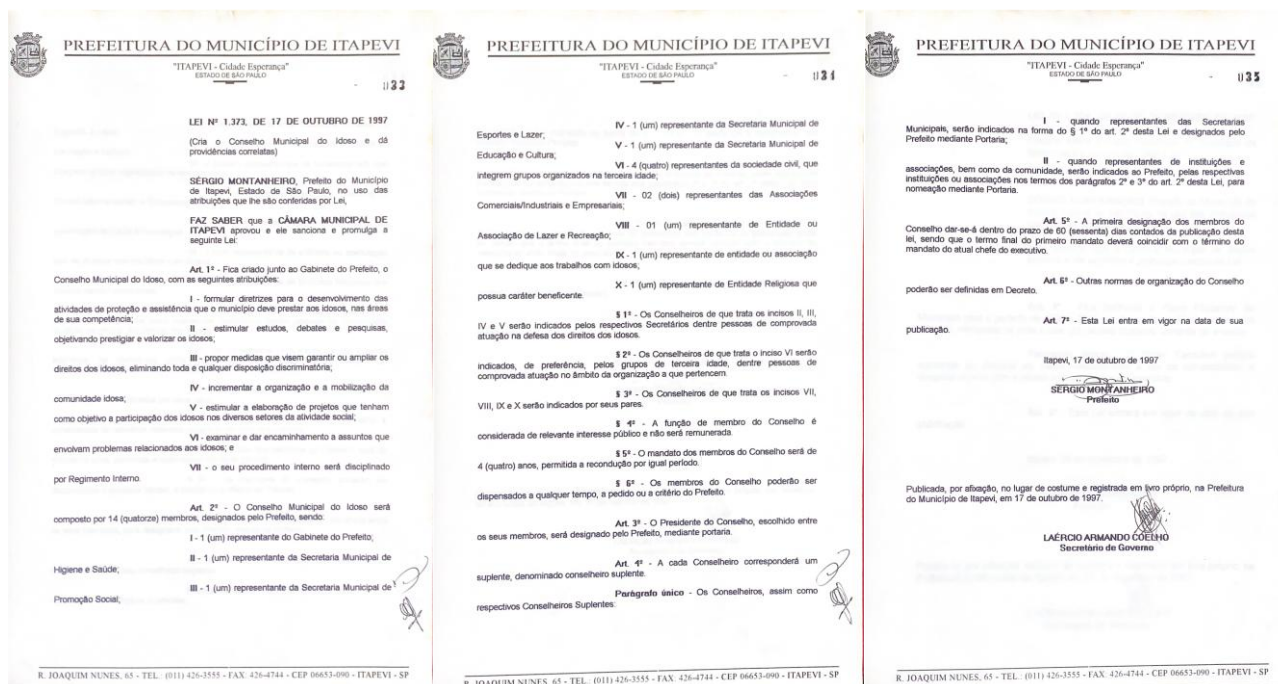 PREFEITURA DO MUNICÍPIO DE ITAPEVI
"ITAPEVI - Cidade Esperança"
ESTADO DE SÃO PAULO
033
LEI Nº 1.373, DE 17 DE OUTUBRO DE 1997
(Cria o Conselho Municipal do Idoso e dá
providências correlatas)
SÉRGIO MONTANHEIRO, Prefeito do Município
de Itapevi, Estado de São Paulo, no uso das
atribuições que lhe são conferidas por Lei,
FAZ SABER que a CÂMARA MUNICIPAL DE
ITAPEVI aprovou e ele sanciona e promulga a
seguinte Lei:
Art. 1º - Fica criado junto ao Gabinete do Prefeito, o
Conselho Municipal do Idoso, com as seguintes atribuições:
I - formular diretrizes para o desenvolvimento das
atividades de proteção e assistência que o município deve prestar aos idosos, nas áreas
de sua competência;
II - estimular estudos, debates e pesquisas,
objetivando prestigiar e valorizar os idosos;
III - propor medidas que visem garantir ou ampliar os
direitos dos idosos, eliminando toda e qualquer disposição discriminatória;
IV - incrementar a organização e a mobilização da
comunidade idosa;
V - estimular a elaboração de projetos que tenham
como objetivo a participação dos idosos nos diversos setores da atividade social;
VI - examinar e dar encaminhamento a assuntos que
envolvam problemas relacionados aos idosos; e
VII - o seu procedimento interno será disciplinado
por Regimento Interno.
Art. 2º - O Conselho Municipal do Idoso será
composto por 14 (quatorze) membros, designados pelo Prefeito, sendo:
I - 1 (um) representante do Gabinete do Prefeito;
II - 1 (um) representante da Secretaria Municipal de
Higiene e Saúde;
III - 1 (um) representante da Secretaria Municipal de
Promoção Social;
R. JOAQUIM NUNES, 65 - TEL.: (011) 426-3555 - FAX: 426-4744 - CEP 06653-090 - ITAPEVI - SP
PREFEITURA DO MUNICÍPIO DE ITAPEVI
"ITAPEVI - Cidade Esperança"
ESTADO DE SÃO PAULO
034
IV - 1 (um) representante da Secretaria Municipal de
Esportes e Lazer;
V - 1 (um) representante da Secretaria Municipal de
Educação e Cultura;
VI - 4 (quatro) representantes da sociedade civil, que
integrem grupos organizados na terceira idade;
VII - 02 (dois) representantes das Associações
Comerciais/Industriais e Empresariais;
VIII - 01 (um) representante de Entidade ou
Associação de Lazer e Recreação;
IX - 1 (um) representante de entidade ou associação
que se dedique aos trabalhos com idosos;
X - 1 (um) representante de Entidade Religiosa que
possua caráter beneficente.
§ 1º - Os Conselheiros de que trata os incisos II, III,
IV e V serão indicados pelos respectivos Secretários dentre pessoas de comprovada
atuação na defesa dos direitos dos idosos.
§ 2º - Os Conselheiros de que trata o inciso VI serão
indicados, de preferência, pelos grupos de terceira idade, dentre pessoas de
comprovada atuação no âmbito da organização a que pertencem.
§ 3º - Os Conselheiros de que trata os incisos VII,
VIII, IX e X serão indicados por seus pares.
§ 4º - A função de membro do Conselho é
considerada de relevante interesse público e não será remunerada.
§ 5º - O mandato dos membros do Conselho será de
4 (quatro) anos, permitida a recondução por igual período.
§ 6º - Os membros do Conselho poderão ser
dispensados a qualquer tempo, a pedido ou a critério do Prefeito.
Art. 3º - O Presidente do Conselho, escolhido entre
os seus membros, será designado pelo Prefeito, mediante portaria.
Art. 4º - A cada Conselheiro corresponderá um
suplente, denominado conselheiro suplente.
Parágrafo único - Os Conselheiros, assim como
respectivos Conselheiros Suplentes:
R. JOAQUIM NUNES, 65 - TEL.: (011) 426-3555 - FAX: 426-4744 - CEP 06653-090 - ITAPEVI - SP
PREFEITURA DO MUNICÍPIO DE ITAPEVI
"ITAPEVI - Cidade Esperança"
ESTADO DE SÃO PAULO
035
I - quando representantes das Secretarias
Municipais, serão indicados na forma do § 1º do art. 2º desta Lei e designados pelo
Prefeito mediante Portaria;
II - quando representantes de instituições e
associações, bem como da comunidade, serão indicados ao Prefeito, pelas respectivas
instituições ou associações nos termos dos parágrafos 2º e 3º do art. 2º desta Lei, para
nomeação mediante Portaria.
Art. 5º - A primeira designação dos membros do
Conselho dar-se-á dentro do prazo de 60 (sessenta) dias contados da publicação desta
lei, sendo que o termo final do primeiro mandato deverá coincidir com o término do
mandato do atual chefe do executivo.
Art. 6º - Outras normas de organização do Conselho
poderão ser definidas em Decreto.
Art. 7º - Esta Lei entra em vigor na data de sua
publicação.
Itapevi, 17 de outubro de 1997
SÉRGIO MONTANHEIRO
Prefeito
Publicada, por afixação, no lugar de costume e registrada em livro próprio, na Prefeitura
do Município de Itapevi, em 17 de outubro de 1997.
LAÉRCIO ARMANDO COELHO
Secretário de Governo
R. JOAQUIM NUNES, 65 - TEL.: (011) 426-3555 - FAX: 426-4744 - CEP 06653-090 - ITAPEVI - SP